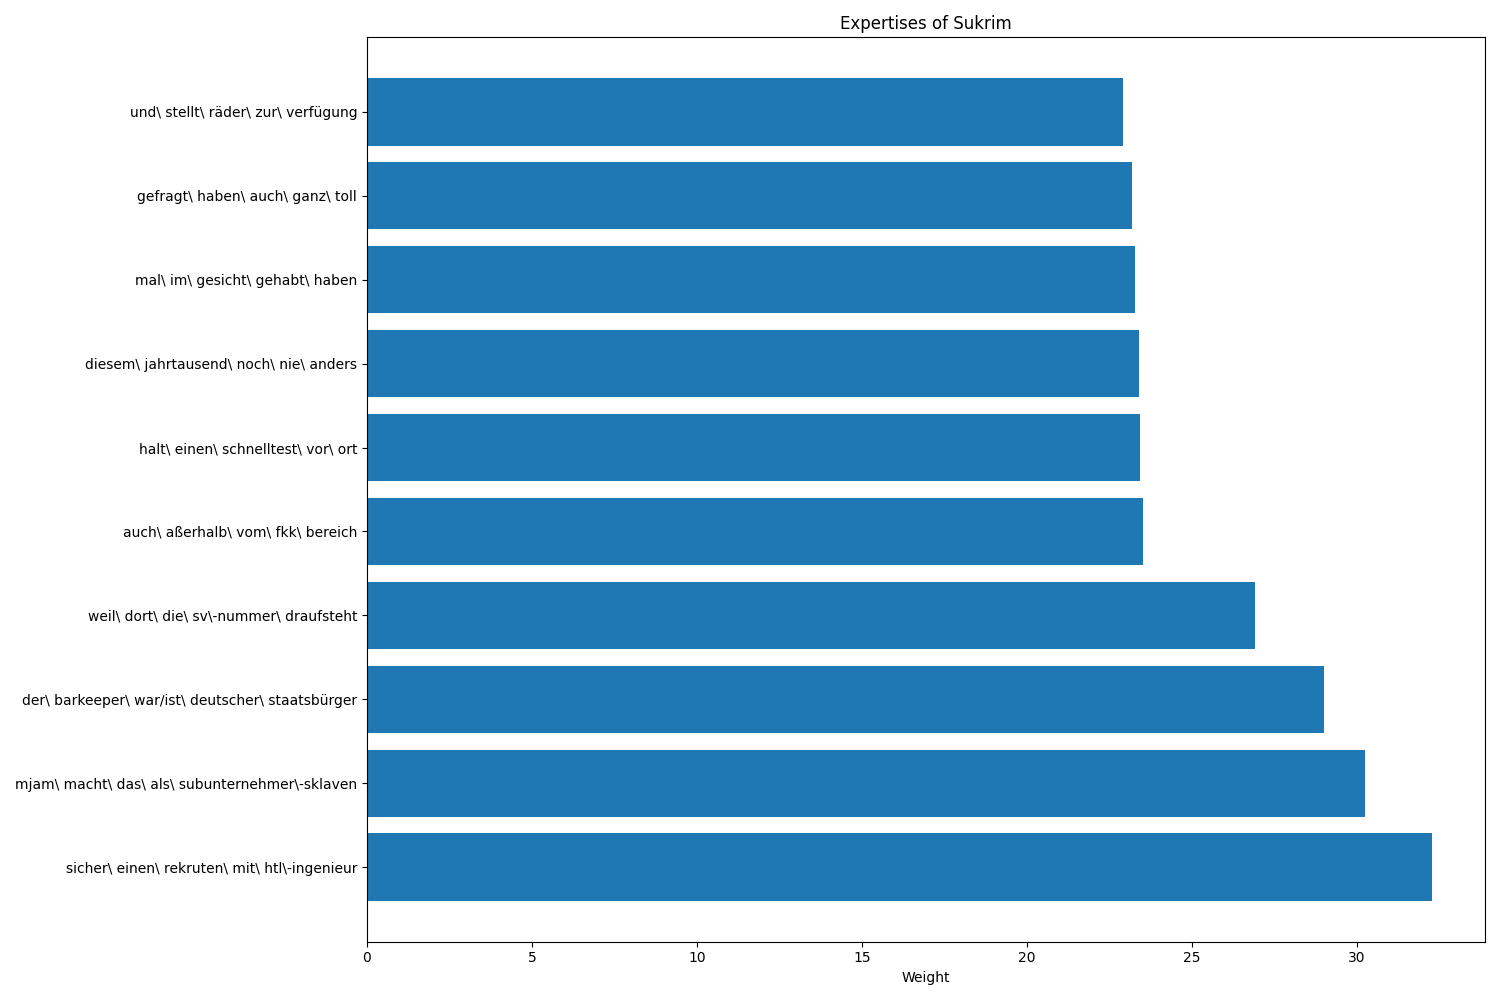 Expertises of Sukrim
und\ stellt\ räder\ zur\ verfügung
gefragt\ haben\ auch\ ganz\ toll
mal\ im\ gesicht\ gehabt\ haben
diesem\ jahrtausend\ noch\ nie\ anders
halt\ einen\ schnelltest\ vor\ ort
auch\ aßerhalb\ vom\ fkk\ bereich
weil\ dort\ die\ sv\-nummer\ draufsteht
der\ barkeeper\ war/ist\ deutscher\ staatsbürger
mjam\ macht\ das\ als\ subunternehmer\-sklaven
sicher\ einen\ rekruten\ mit\ htl\-ingenieur
0 5 10 15 20 25 30
Weight